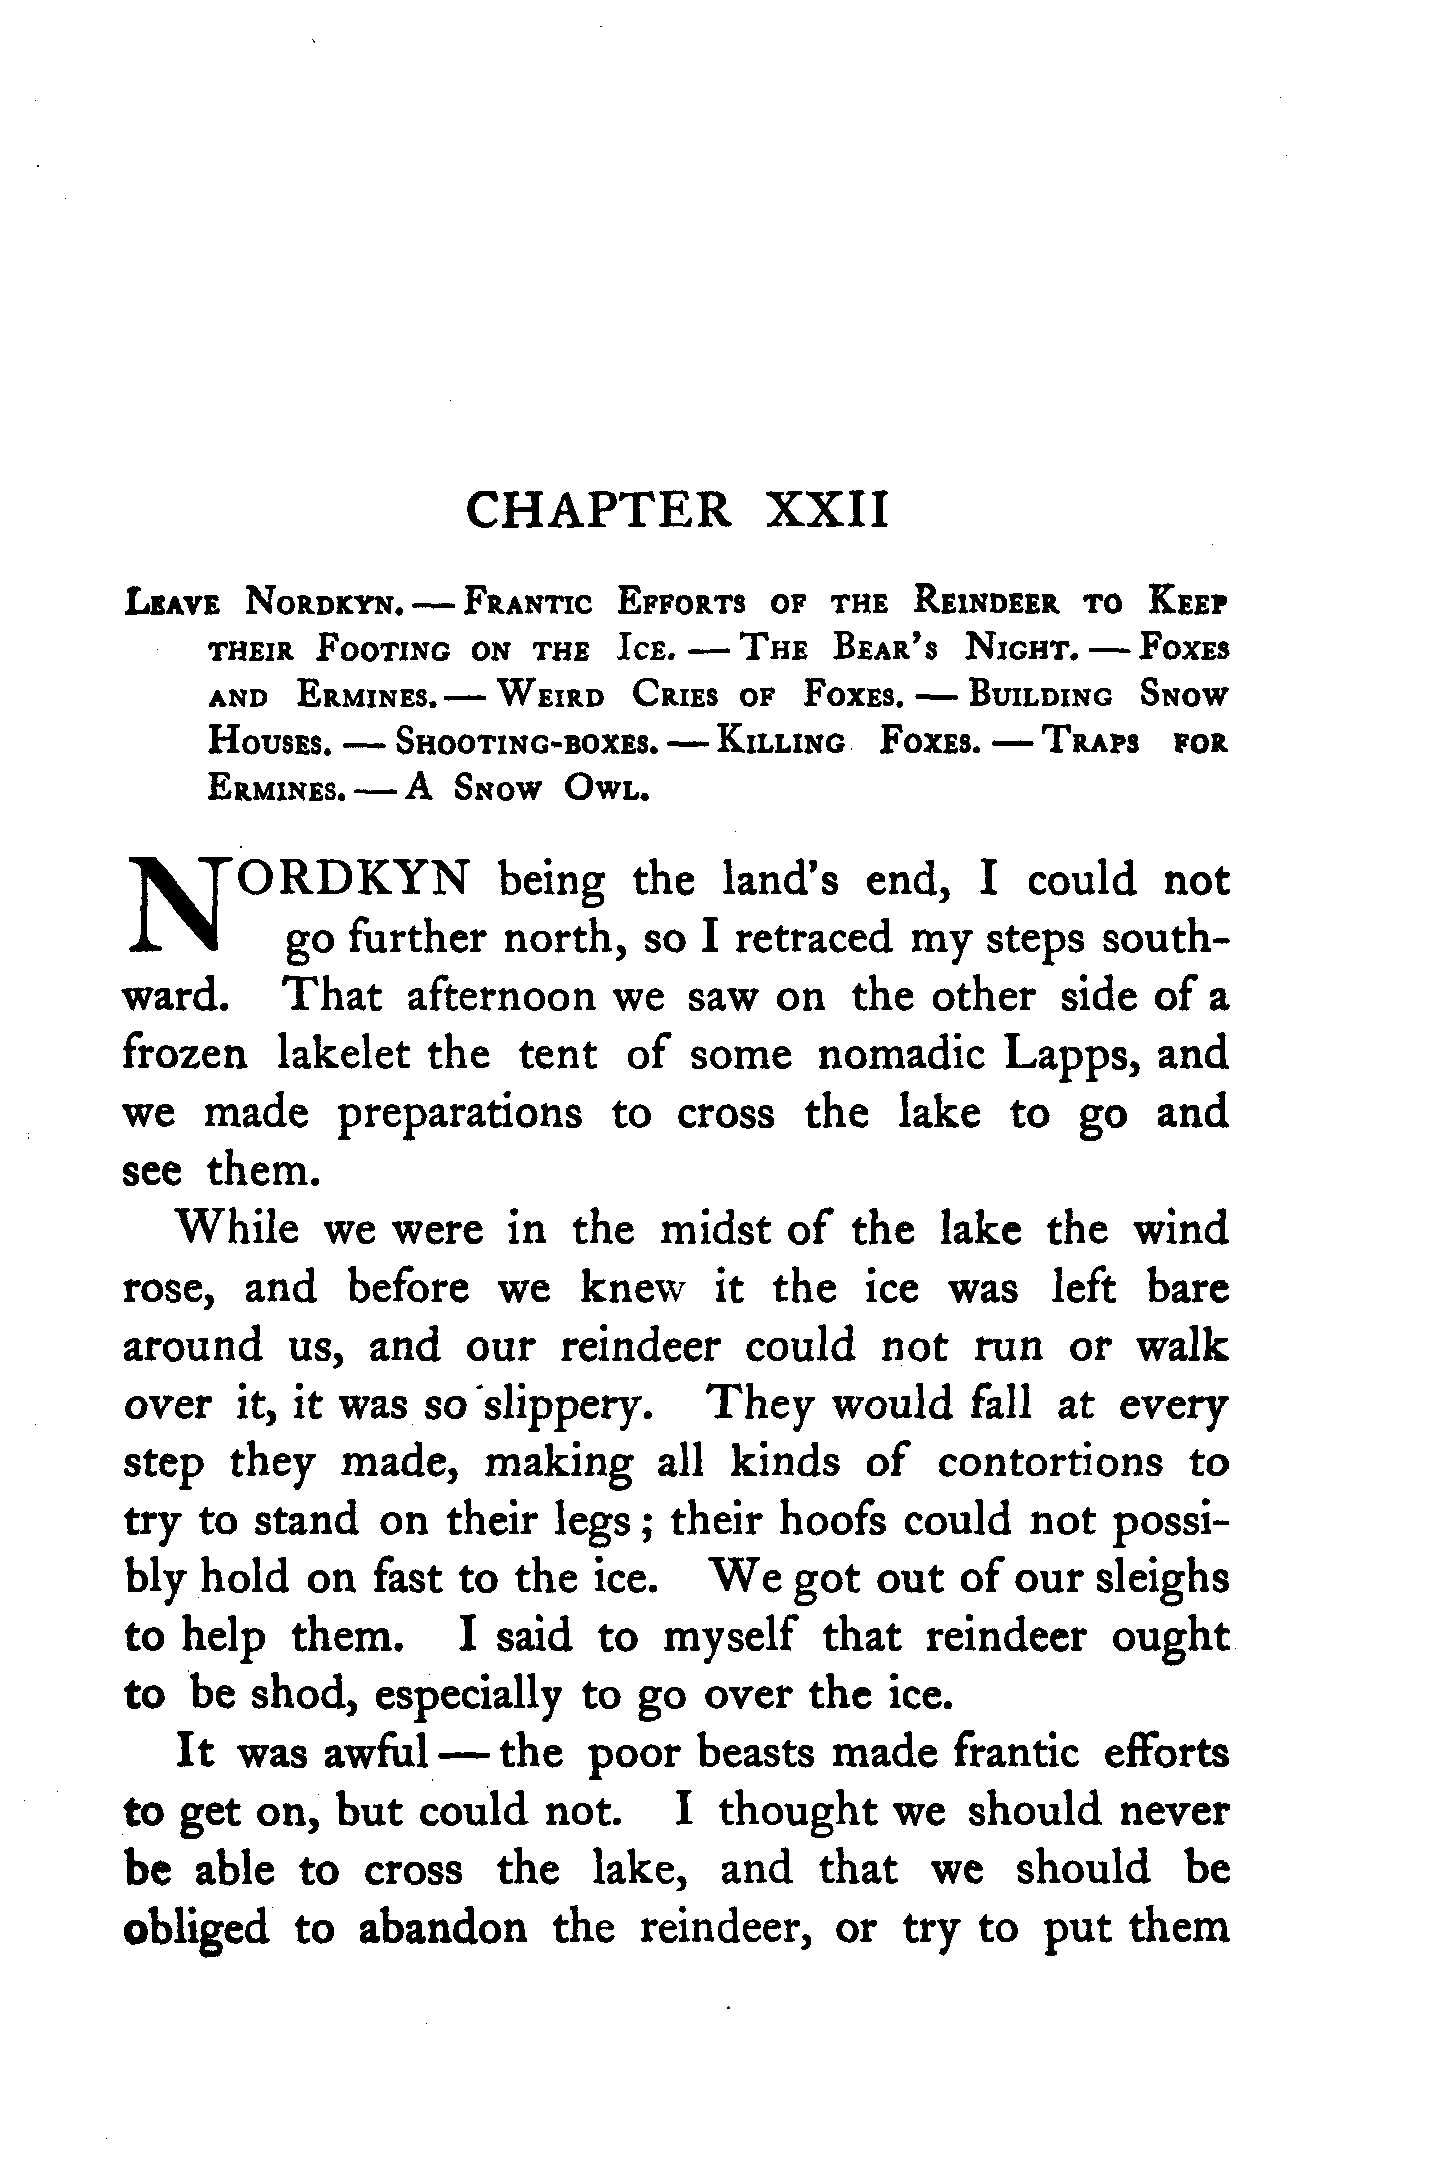 CHAPTER XXII
Leave Nordkyn. — Frantic Efforts of the Reindeer to Keep
their Footing on the Ice. — The Bear's Night. — Foxes
and Ermines. — Weird Cries of Foxes. — Building Snow
Houses. — Shooting-boxes. — Killing Foxes. — Traps for
Ermines. — A Snow Owl.
NORDKYN being the land's end, I could not
go further north, so I retraced my steps south-
ward. That afternoon we saw on the other side of a
frozen lakelet the tent of some nomadic Lapps, and
we made preparations to cross the lake to go and
see them.
While we were in the midst of the lake the wind
rose, and before we knew it the ice was left bare
around us, and our reindeer could not run or walk
over it, it was so slippery. They would fall at every
step they made, making all kinds of contortions to
try to stand on their legs; their hoofs could not possi-
bly hold on fast to the ice. We got out of our sleighs
to help them. I said to myself that reindeer ought
to be shod, especially to go over the ice.
It was awful — the poor beasts made frantic efforts
to get on, but could not. I thought we should never
be able to cross the lake, and that we should be
obliged to abandon the reindeer, or try to put them